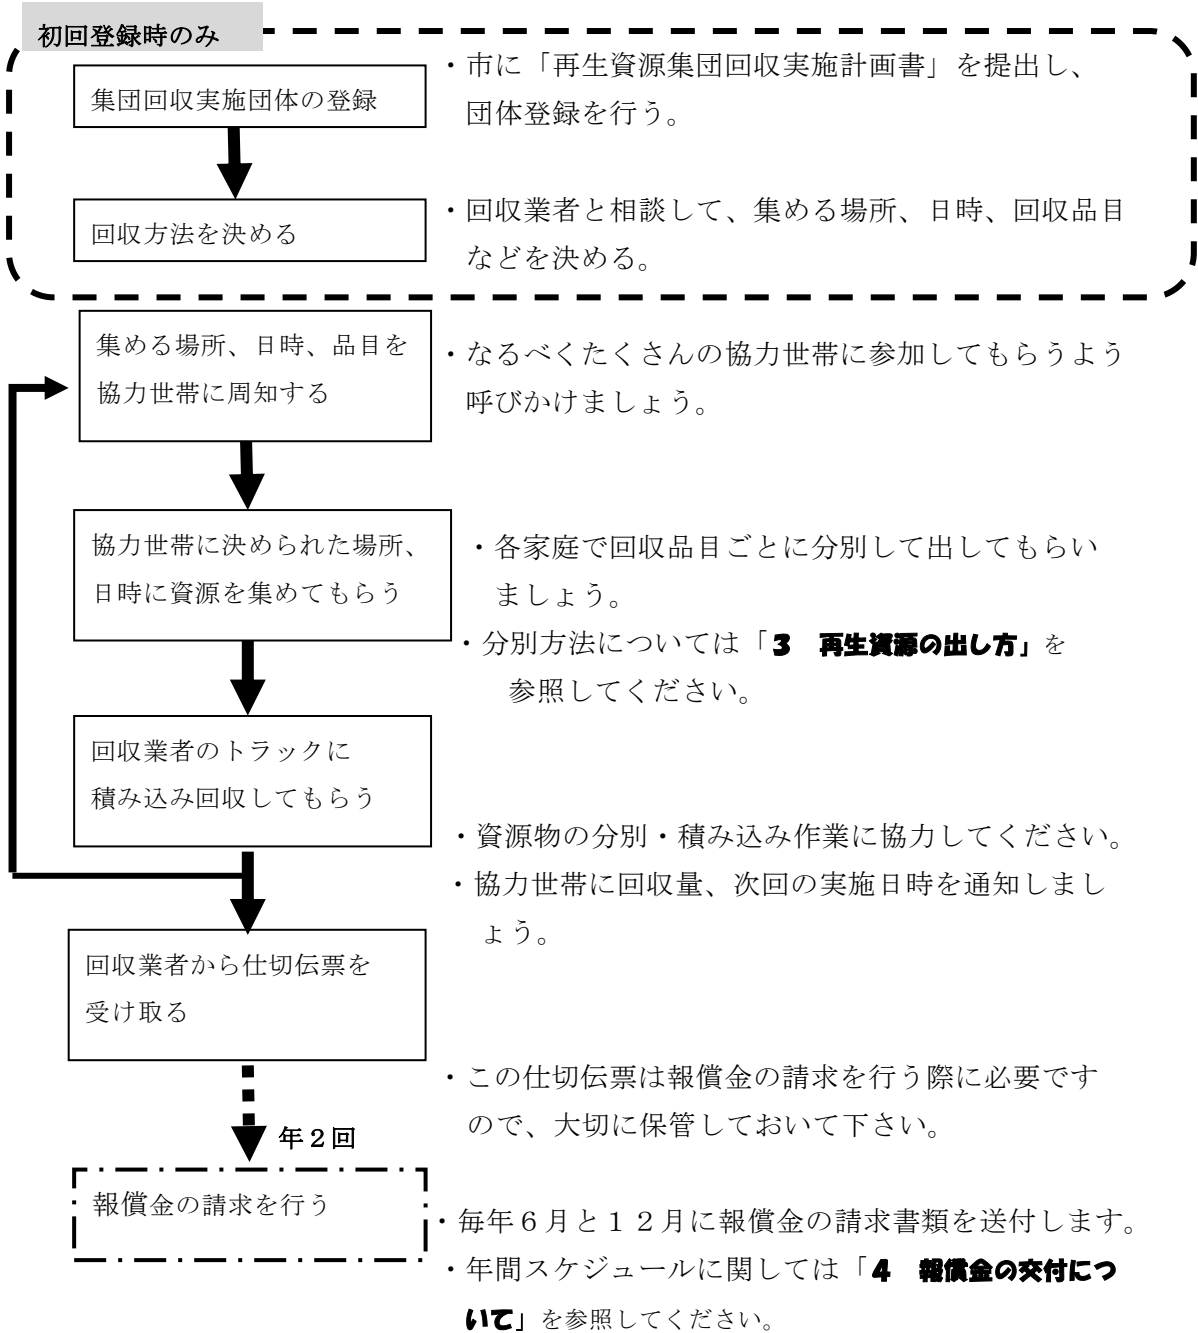 初回登録時のみ
集団回収実施団体の登録
・市に「再生資源集団回収実施計画書」を提出し、
団体登録を行う。
回収方法を決める
・回収業者と相談して、集める場所、日時、回収品目
などを決める。
集める場所、日時、品目を
協力世帯に周知する
・なるべくたくさんの協力世帯に参加してもらうよう
呼びかけましょう。
協力世帯に決められた場所、
日時に資源を集めてもらう
・各家庭で回収品目ごとに分別して出してもらい
ましょう。
・分別方法については「３　再生資源の出し方」を
参照してください。
回収業者のトラックに
積み込み回収してもらう
・資源物の分別・積み込み作業に協力してください。
・協力世帯に回収量、次回の実施日時を通知しまし
ょう。
回収業者から仕切伝票を
受け取る
・この仕切伝票は報償金の請求を行う際に必要です
ので、大切に保管しておいて下さい。
年２回
報償金の請求を行う
・毎年６月と１２月に報償金の請求書類を送付します。
・年間スケジュールに関しては「４　報償金の交付につ
いて」を参照してください。